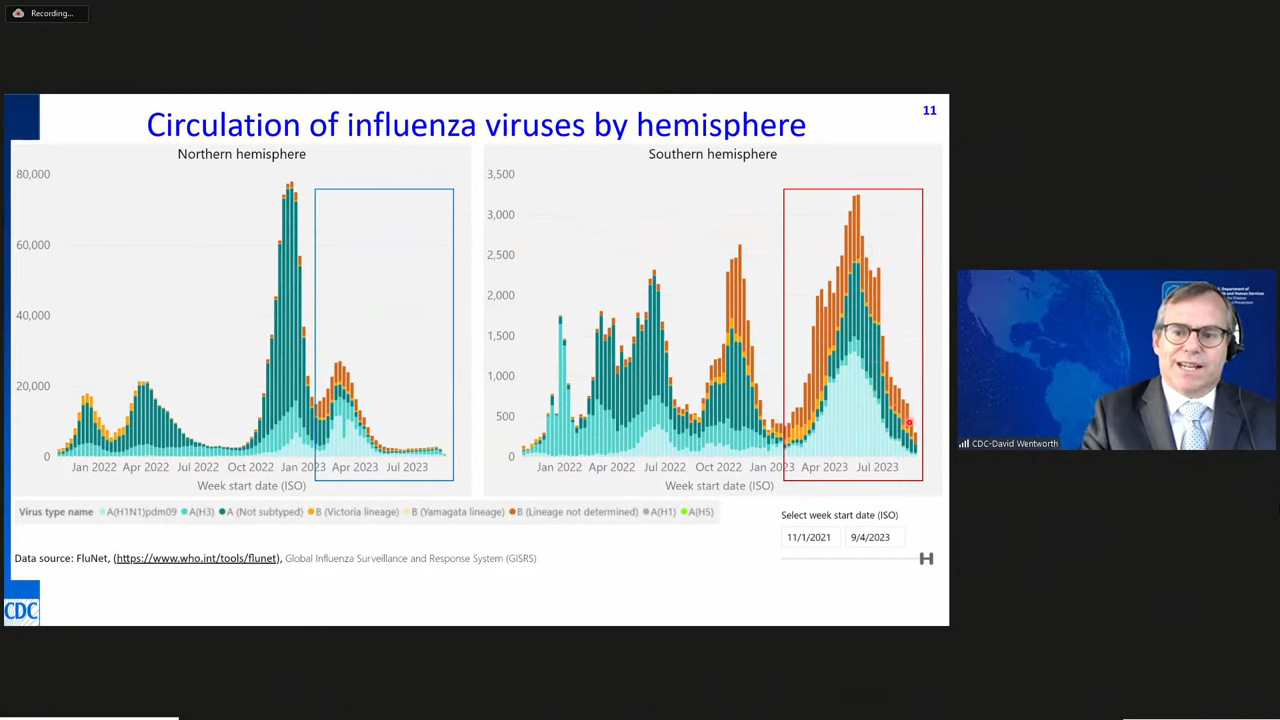 Recording...
Circulation of influenza viruses by hemisphere
11
Northern hemisphere
80,000
60,000
40,000
20,000
0
Jan 2022 Apr 2022 Jul 2022 Oct 2022 Jan 2023 Apr 2023 Jul 2023
Week start date (ISO)
Southern hemisphere
3,500
3,000
2,500
2,000
1,500
1,000
500
0
Jan 2022 Apr 2022 Jul 2022 Oct 2022 Jan 2023 Apr 2023 Jul 2023
Week start date (ISO)
Virus type name A(H1N1)pdm09 A(H3) A (Not subtyped) B (Victoria lineage) B (Yamagata lineage) B (Lineage not determined) A(H1) A(H5)
Select week start date (ISO)
11/1/2021 9/4/2023
Data source: FluNet, (https://www.who.int/tools/flunet), Global Influenza Surveillance and Response System (GISRS)
CDC
CDC-David Wentworth